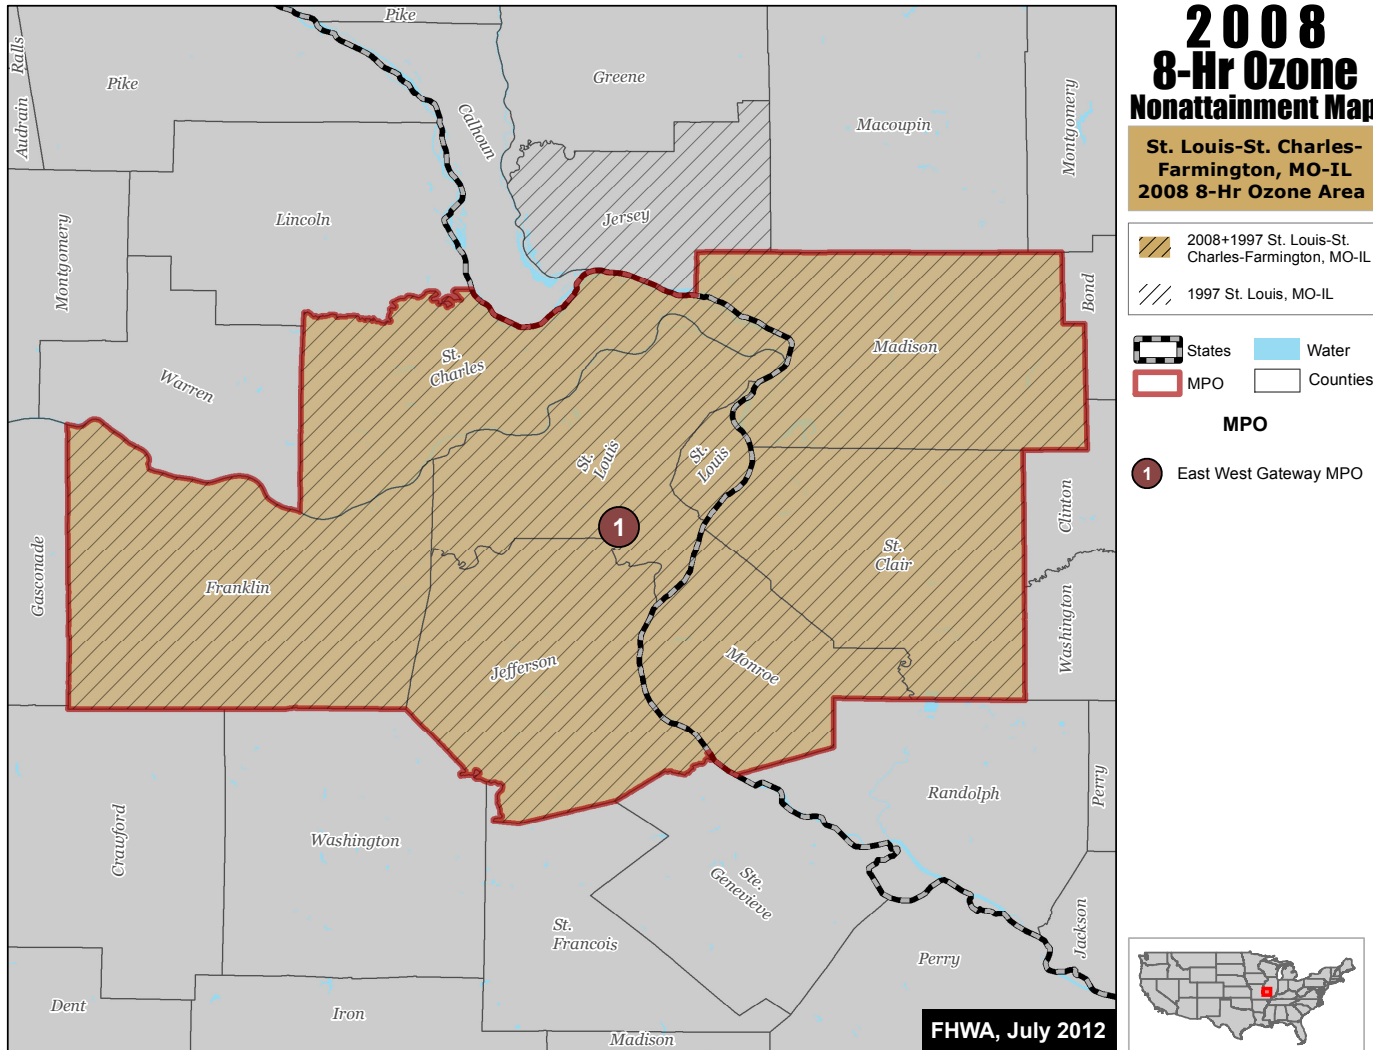 2008
8-Hr Ozone
Nonattainment Map
St. Louis-St. Charles-
Farmington, MO-IL
2008 8-Hr Ozone Area
2008+1997 St. Louis-St.
Charles-Farmington, MO-IL
1997 St. Louis, MO-IL
States
Water
MPO
Counties
MPO
1
East West Gateway MPO
Pike
Ralls
Pike
Greene
Audrain
Calhoun
Macoupin
Montgomery
Lincoln
Jersey
Montgomery
Bond
St.
Charles
Madison
Warren
St.
Louis
St.
Louis
Clinton
1
St.
Clair
Gasconade
Franklin
Washington
Jefferson
Monroe
Randolph
Perry
Crawford
Washington
Ste.
Genevieve
St.
Francois
Jackson
Perry
Dent
Iron
Madison
FHWA, July 2012